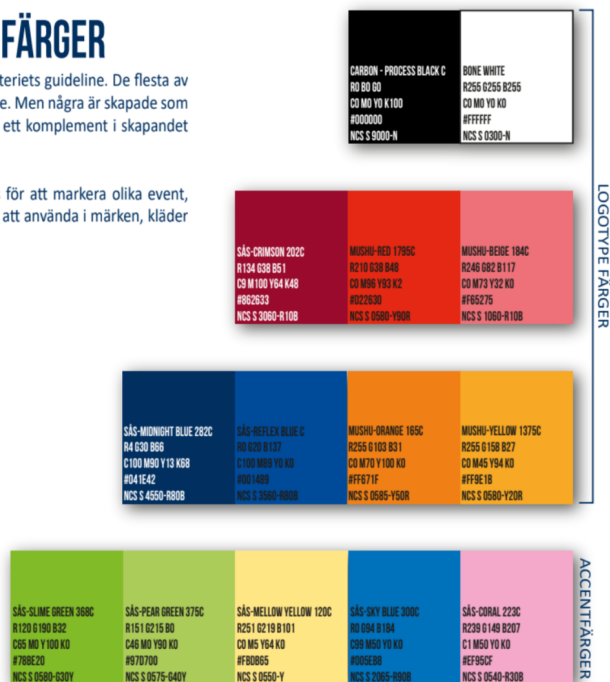 FÄRGER
teriets guideline. De flesta av
e. Men några är skapade som
ett komplement i skapandet
för att markera olika event,
att använda i märken, kläder
CARBON - PROCESS BLACK C
R0 B0 G0
C0 M0 Y0 K100
#000000
NCS S 9000-N
BONE WHITE
R255 G255 B255
C0 M0 Y0 K0
#FFFFFF
NCS S 0300-N
SÅS-CRIMSON 202C
R134 G38 B51
C9 M100 Y64 K48
#862633
NCS S 3060-R10B
MUSHU-RED 1795C
R210 G38 B48
C0 M96 Y93 K2
#D22630
NCS S 0580-Y90R
MUSHU-BEIGE 184C
R246 G82 B117
C0 M73 Y32 K0
#F65275
NCS S 1060-R10B
LOGOTYPE FÄRGER
SÅS-MIDNIGHT BLUE 282C
R4 G30 B66
C100 M90 Y13 K68
#041E42
NCS S 4550-R80B
SÅS-REFLEX BLUE C
R0 G20 B137
C100 M89 Y0 K0
#001489
NCS S 3560-R80B
MUSHU-ORANGE 165C
R255 G103 B31
C0 M70 Y100 K0
#FF671F
NCS S 0585-Y50R
MUSHU-YELLOW 1375C
R255 G158 B27
C0 M45 Y94 K0
#FF9E1B
NCS S 0580-Y20R
SÅS-SLIME GREEN 368C
R120 G190 B32
C65 M0 Y100 K0
#78BE20
NCS S 0580-G30Y
SÅS-PEAR GREEN 375C
R151 G215 B0
C46 M0 Y90 K0
#97D700
NCS S 0575-G40Y
SÅS-MELLOW YELLOW 120C
R251 G219 B101
C0 M5 Y64 K0
#FBDB65
NCS S 0550-Y
SÅS-SKY BLUE 300C
R0 G94 B184
C99 M50 Y0 K0
#005EB8
NCS S 2065-R90B
SÅS-CORAL 223C
R239 G149 B207
C1 M50 Y0 K0
#EF95CF
NCS S 0540-R30B
ACCENTFÄRGER